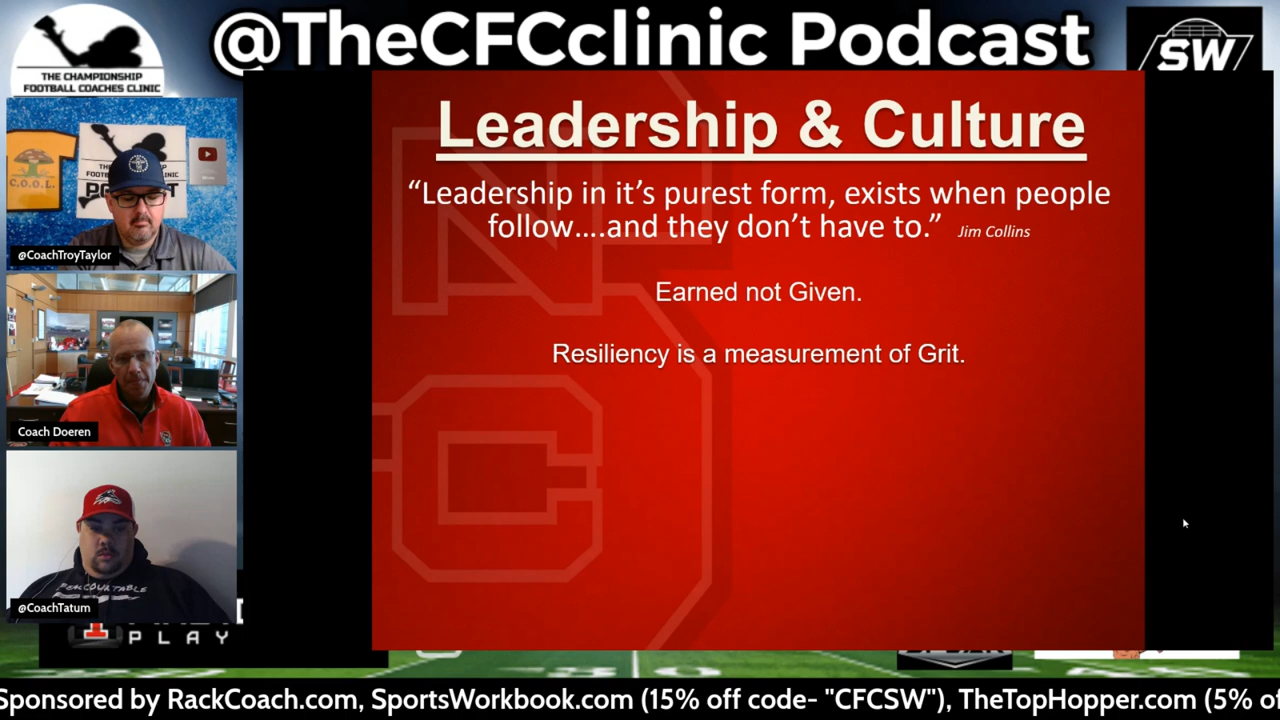 @TheCFCclinic Podcast
THE CHAMPIONSHIP
FOOTBALL COACHES CLINIC
SW
C.O.O.L.
@CoachTroyTaylor
Coach Doeren
@CoachTatum
Leadership & Culture
“Leadership in it’s purest form, exists when people
follow….and they don’t have to.” Jim Collins
Earned not Given.
Resiliency is a measurement of Grit.
PLAY
Sponsored by RackCoach.com, SportsWorkbook.com (15% off code- "CFCSW"), TheTopHopper.com (5% of